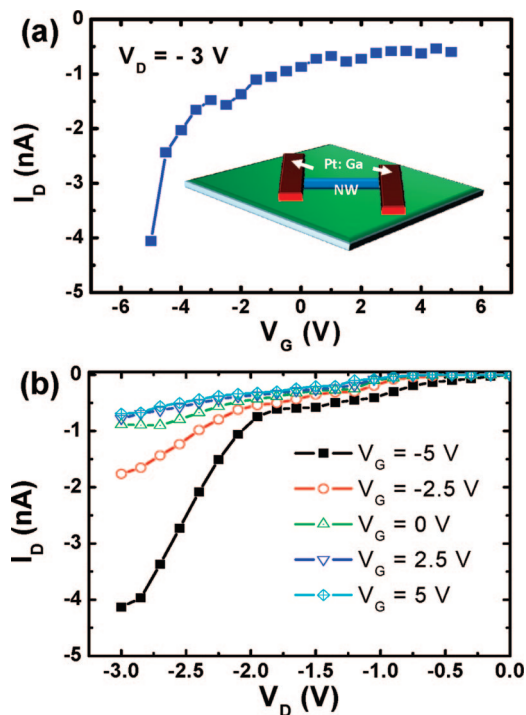 (a)
V_D = - 3 V
0
-1
-2
-3
-4
-5
I_D (nA)
Pt: Ga
NW
-6 -4 -2 0 2 4 6
V_G (V)
(b)
0
-1
-2
-3
-4
-5
I_D (nA)
V_G = -5 V
V_G = -2.5 V
V_G = 0 V
V_G = 2.5 V
V_G = 5 V
-3.0 -2.5 -2.0 -1.5 -1.0 -0.5 0.0
V_D (V)